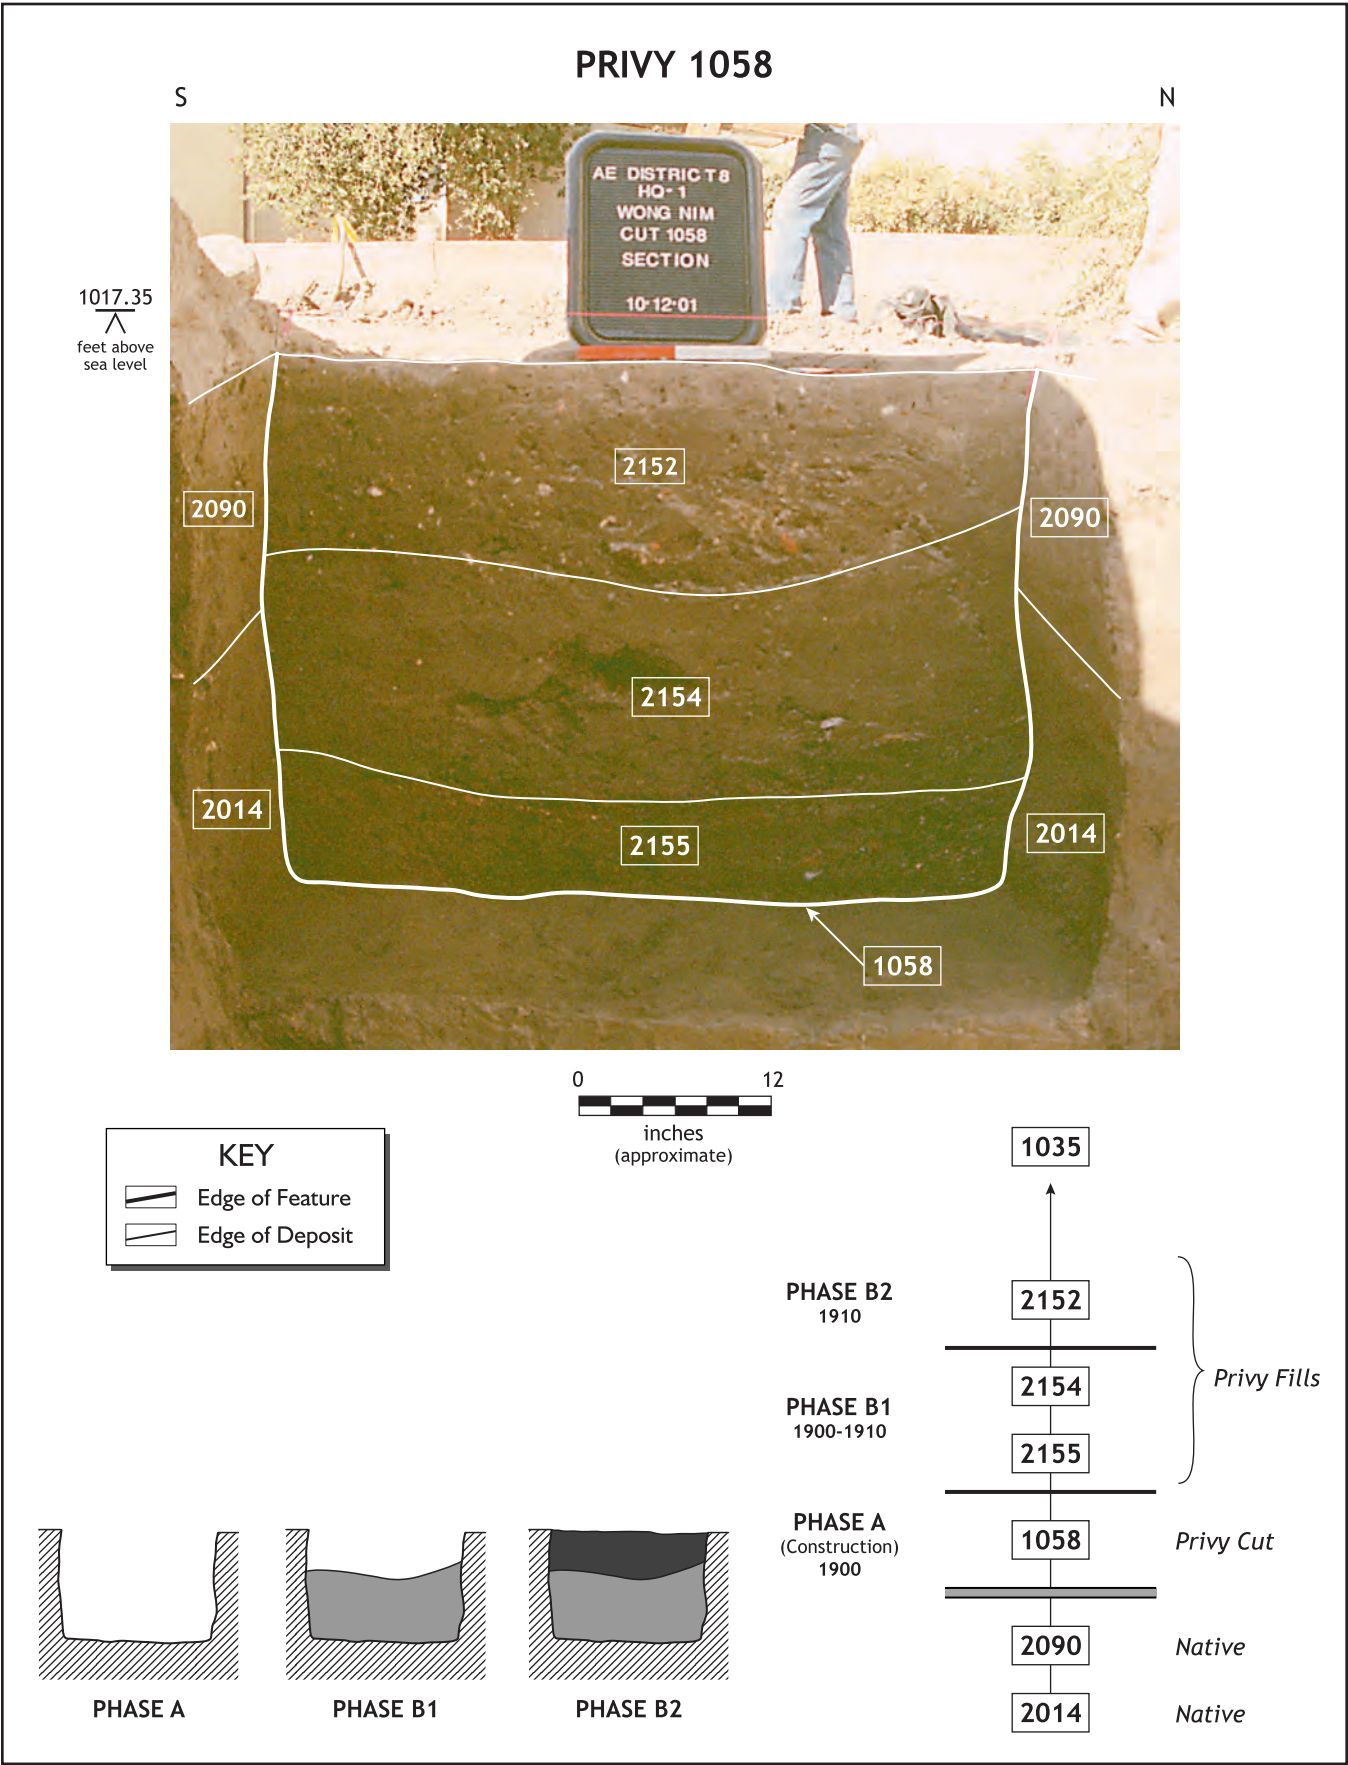 PRIVY 1058
S
N
AE DISTRICT8
HQ-1
WONG NIM
CUT 1058
SECTION
10-12-01
1017.35
feet above
sea level
2152
2090
2090
2154
2014
2155
2014
1058
0
12
inches
(approximate)
KEY
Edge of Feature
Edge of Deposit
1035
PHASE B2
1910
2152
2154
PHASE B1
1900-1910
2155
Privy Fills
PHASE A
(Construction)
1900
1058
Privy Cut
2090
Native
2014
Native
PHASE A
PHASE B1
PHASE B2